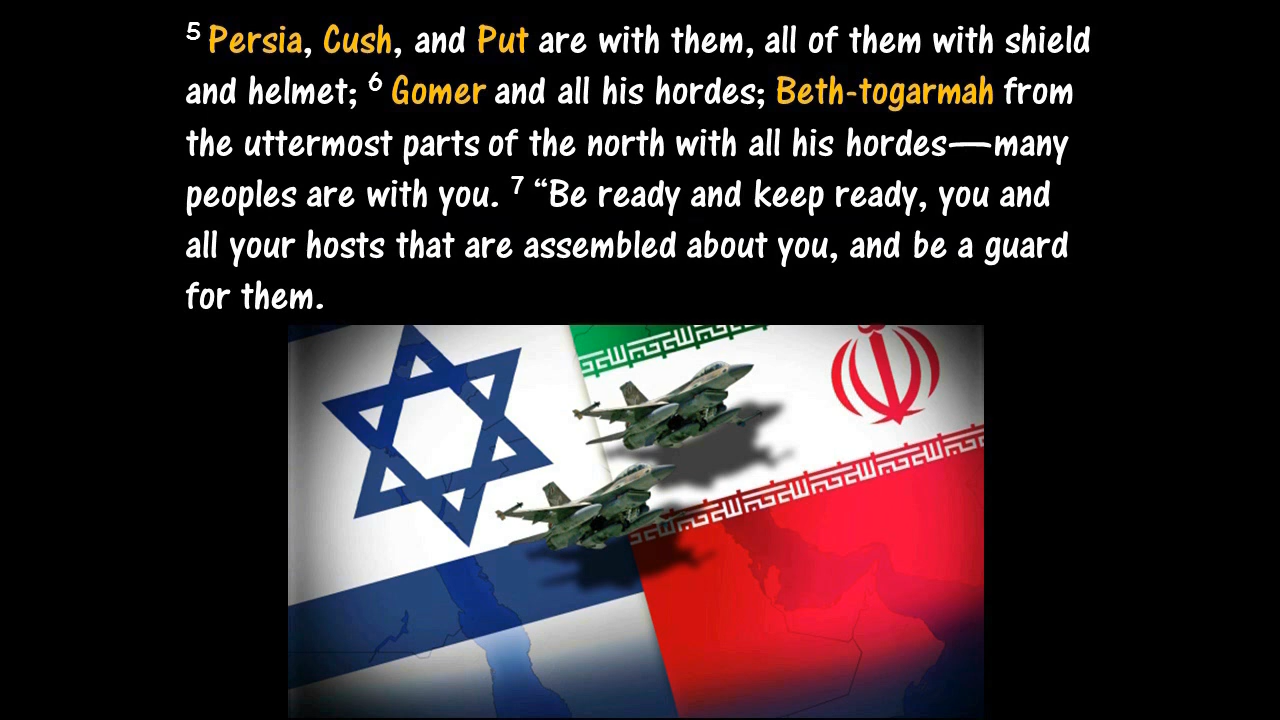 5 Persia, Cush, and Put are with them, all of them with shield
and helmet; 6 Gomer and all his hordes; Beth-togarmah from
the uttermost parts of the north with all his hordes—many
peoples are with you. 7 “Be ready and keep ready, you and
all your hosts that are assembled about you, and be a guard
for them.